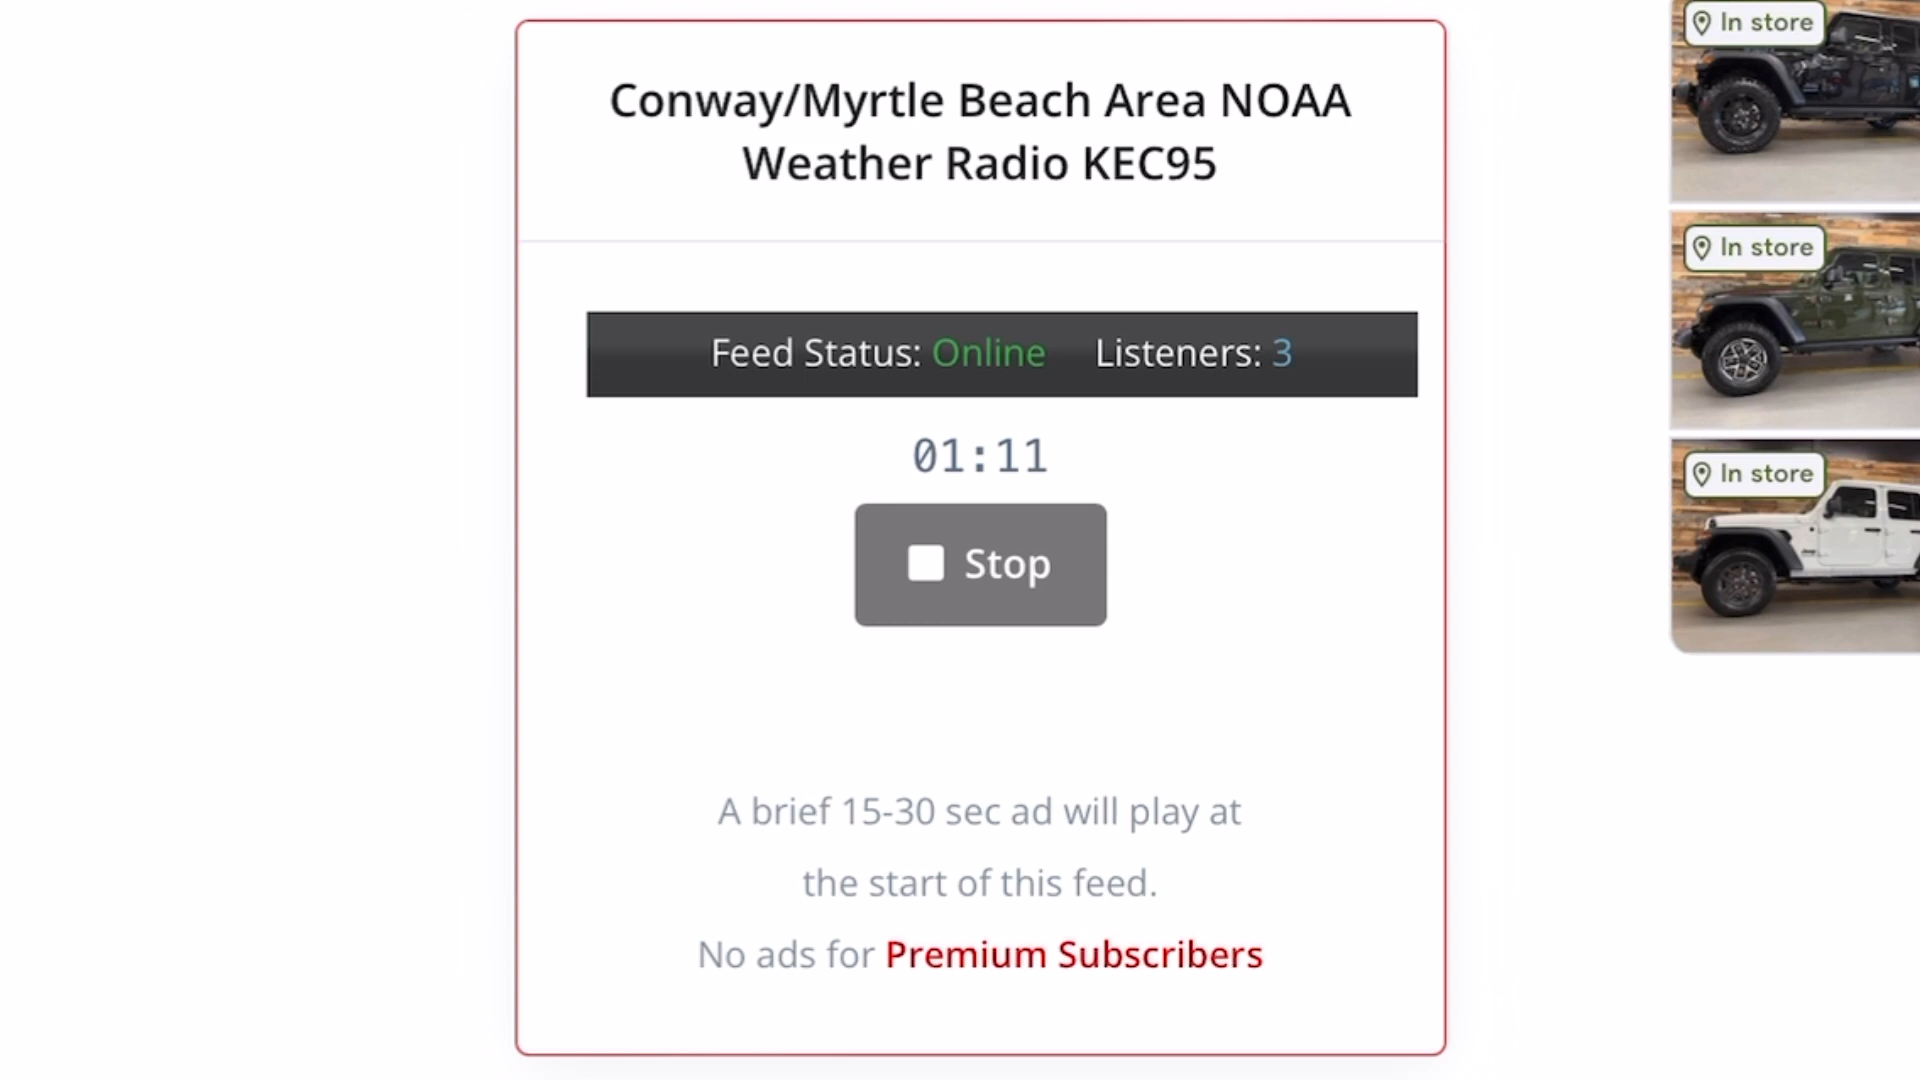 Conway/Myrtle Beach Area NOAA
Weather Radio KEC95
Feed Status: Online Listeners: 3
01:11
Stop
A brief 15-30 sec ad will play at
the start of this feed.
No ads for Premium Subscribers
In store
In store
In store